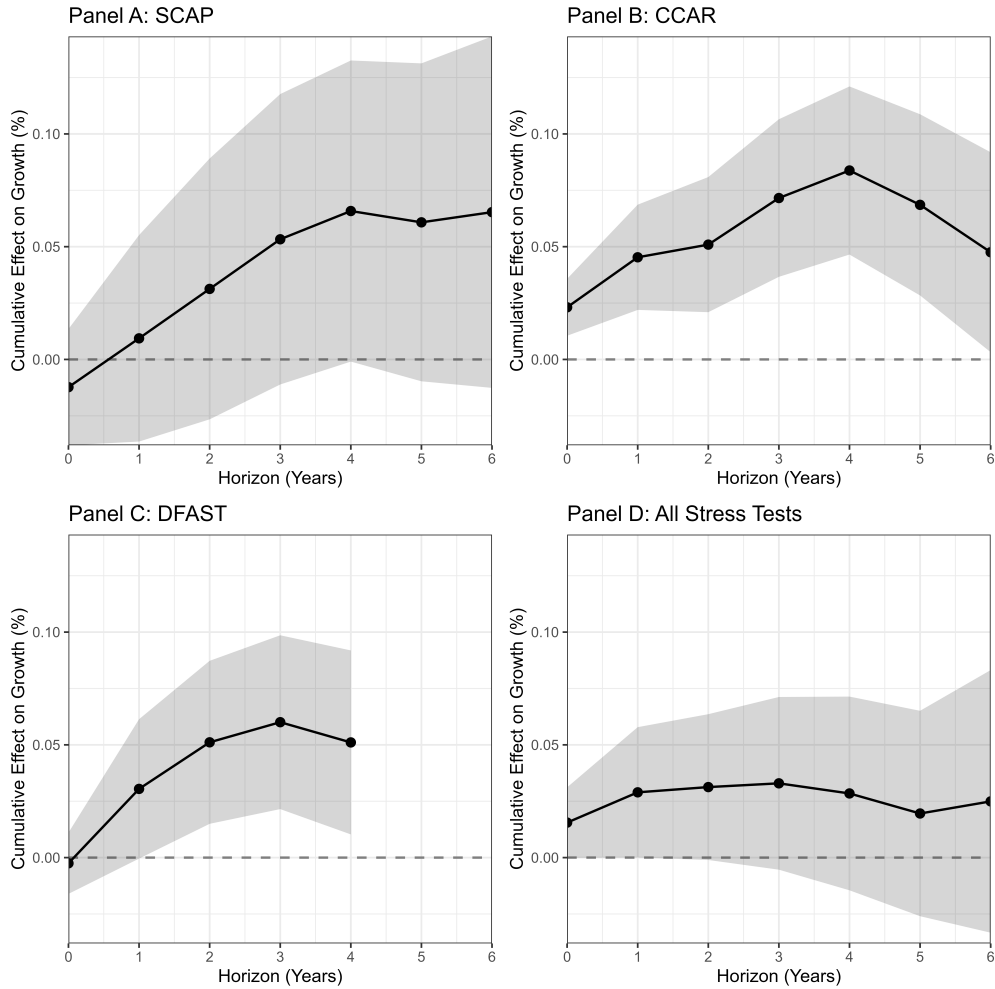 Panel A: SCAP
Cumulative Effect on Growth (%)
0.10
0.05
0.00
0 1 2 3 4 5 6
Horizon (Years)
Panel B: CCAR
Cumulative Effect on Growth (%)
0.10
0.05
0.00
0 1 2 3 4 5 6
Horizon (Years)
Panel C: DFAST
Cumulative Effect on Growth (%)
0.10
0.05
0.00
0 1 2 3 4 5 6
Horizon (Years)
Panel D: All Stress Tests
Cumulative Effect on Growth (%)
0.10
0.05
0.00
0 1 2 3 4 5 6
Horizon (Years)